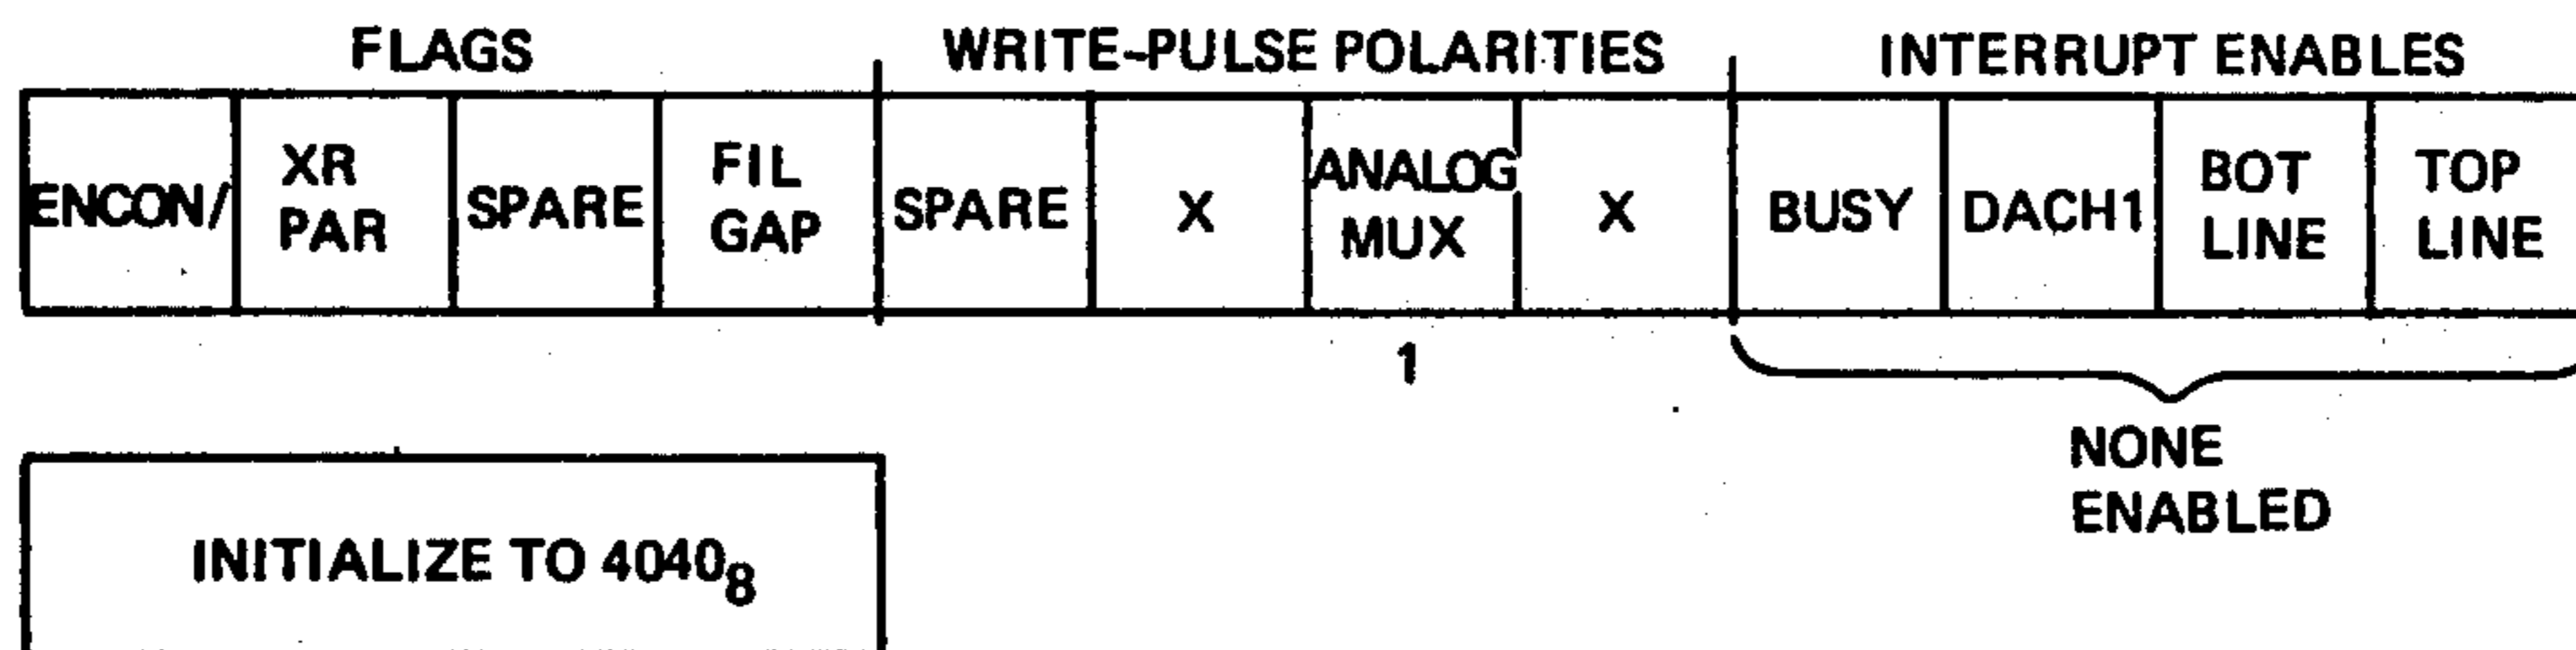 FLAGS WRITE-PULSE POLARITIES INTERRUPT ENABLES
ENCON/ XR PAR SPARE FIL GAP SPARE X ANALOG MUX X BUSY DACH1 BOT LINE TOP LINE
1
NONE
ENABLED
INITIALIZE TO 4040₈